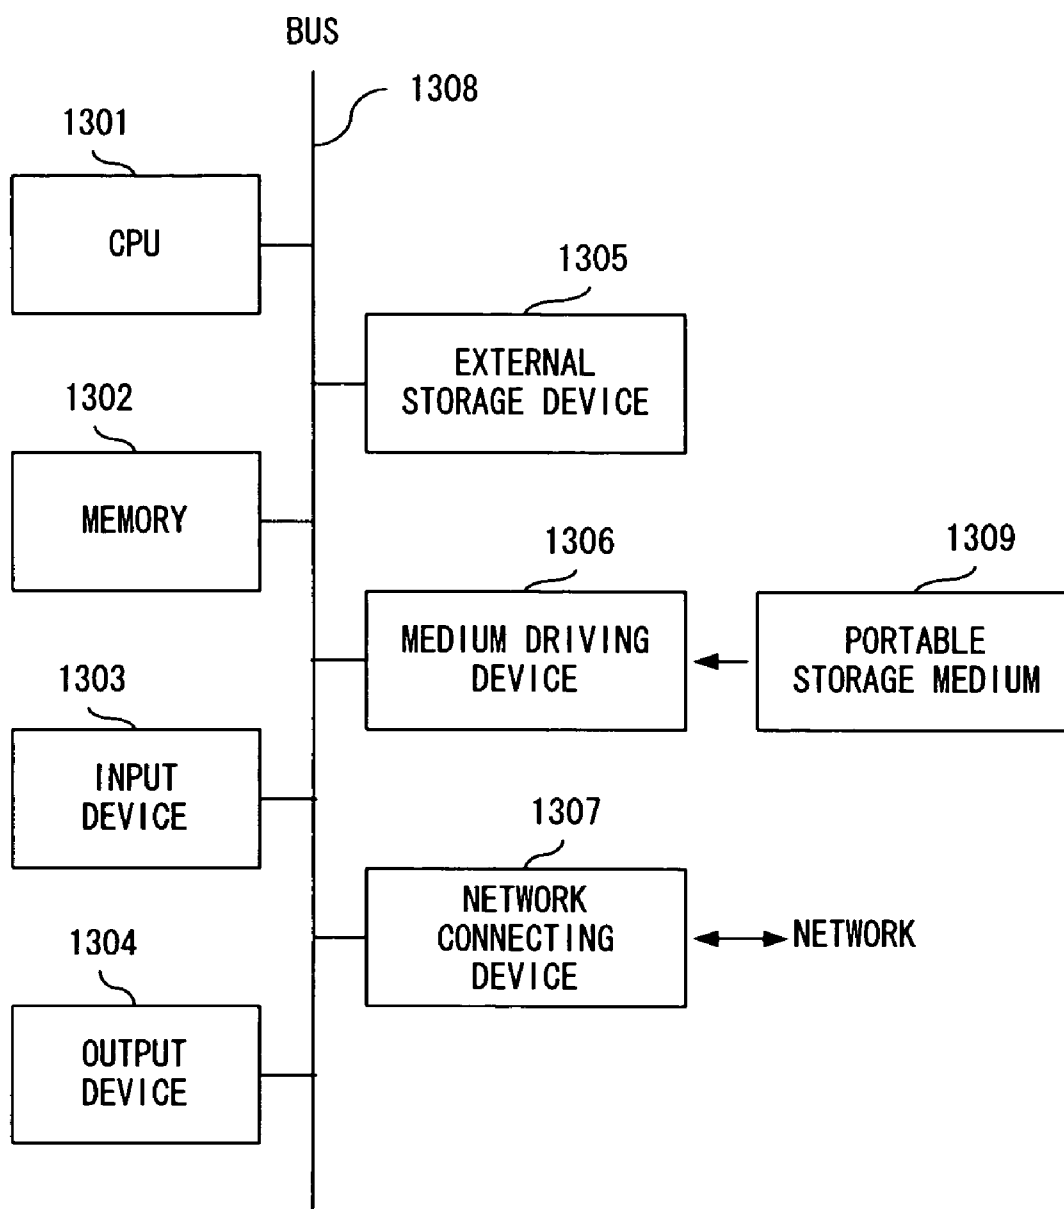 BUS
1308
1301
CPU
1305
EXTERNAL
STORAGE DEVICE
1302
MEMORY
1306
MEDIUM DRIVING
DEVICE
1309
PORTABLE
STORAGE MEDIUM
1303
INPUT
DEVICE
1307
NETWORK
CONNECTING
DEVICE
NETWORK
1304
OUTPUT
DEVICE